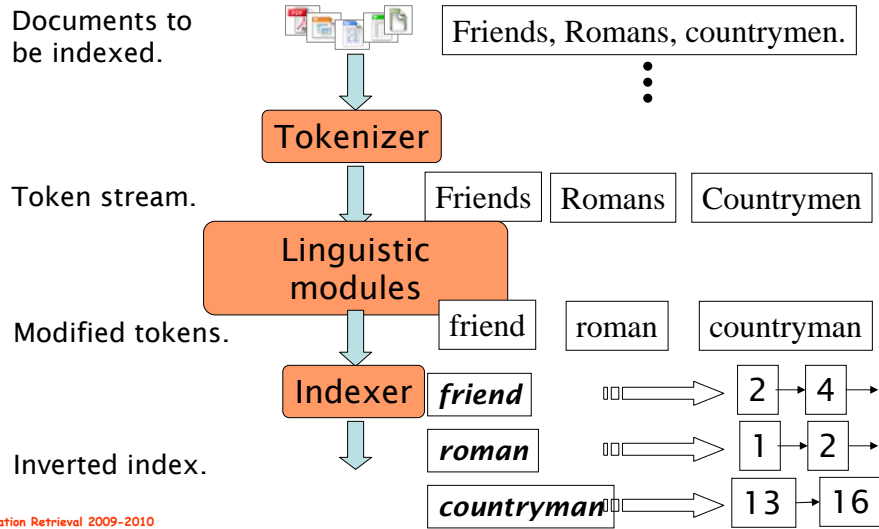 Documents to
be indexed.
Friends, Romans, countrymen.
Tokenizer
Token stream.
Friends Romans Countrymen
Linguistic
modules
Modified tokens.
friend roman countryman
Indexer
friend 2 4
roman 1 2
Inverted index.
countryman 13 16
ation Retrieval 2009-2010